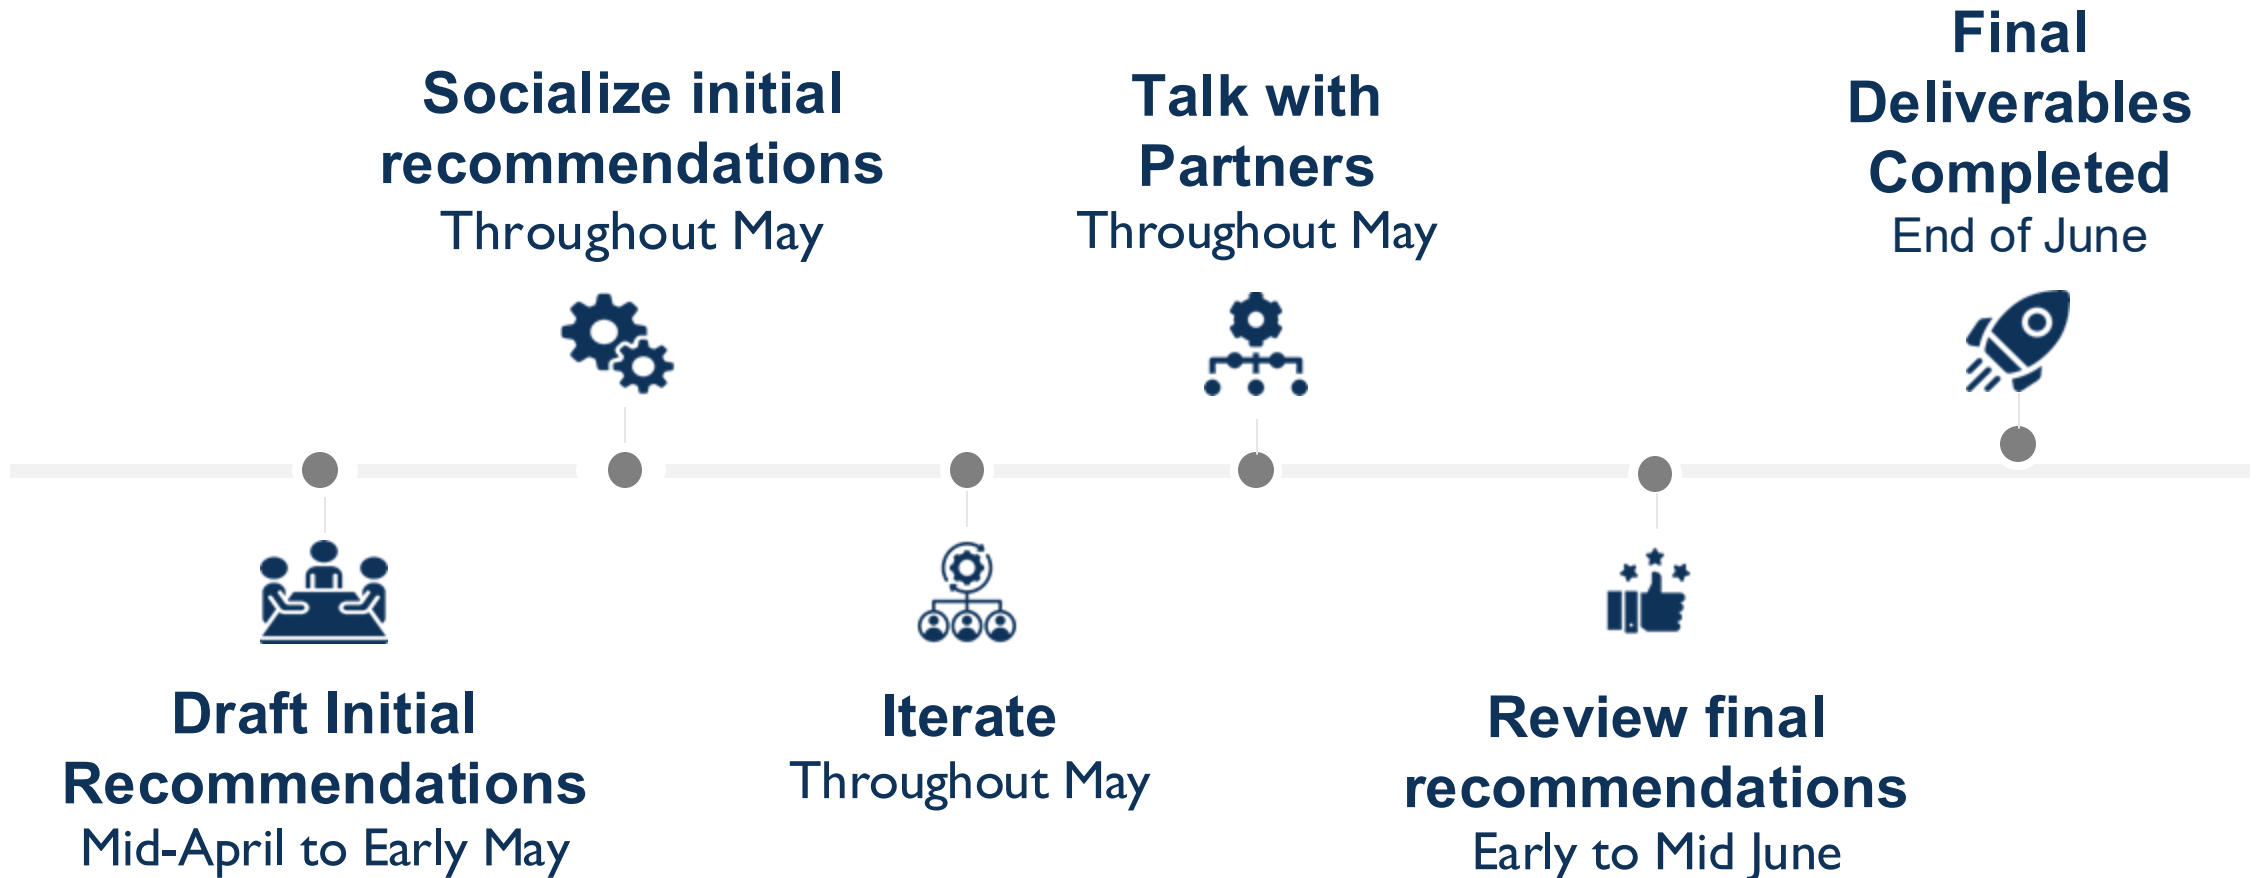 Draft Initial
Recommendations
Mid-April to Early May
Socialize initial
recommendations
Throughout May
Iterate
Throughout May
Talk with
Partners
Throughout May
Review final
recommendations
Early to Mid June
Final
Deliverables
Completed
End of June